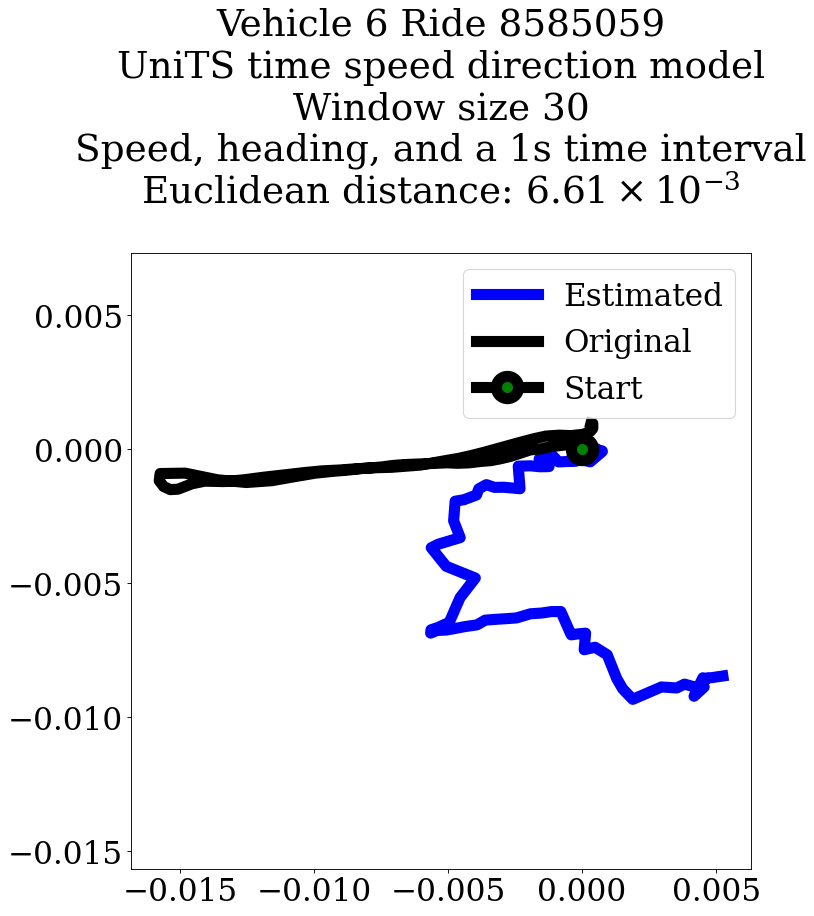 Vehicle 6 Ride 8585059
UniTS time speed direction model
Window size 30
Speed, heading, and a 1s time interval
Euclidean distance: 6.61 × 10⁻³
Estimated
Original
Start
0.005
0.000
−0.005
−0.010
−0.015
−0.015 −0.010 −0.005 0.000 0.005